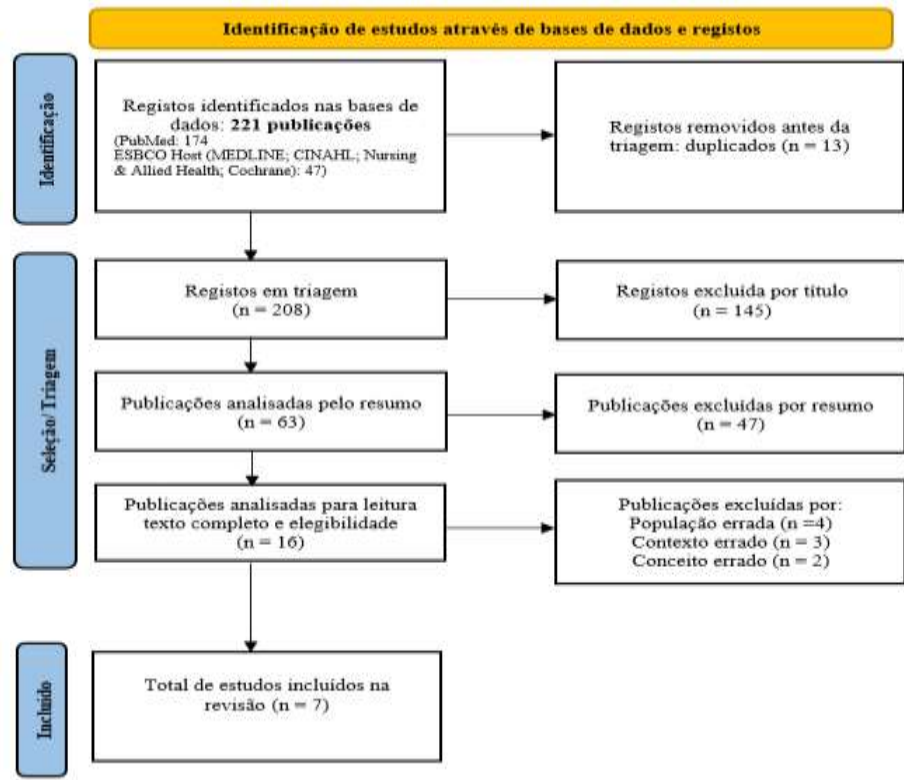 Identificação de estudos através de bases de dados e registos
Identificação
Registos identificados nas bases de
dados: 221 publicações
(PubMed: 174
ESBCO Host (MEDLINE; CINAHL; Nursing
& Allied Health; Cochrane): 47)
Registos removidos antes da
triagem: duplicados (n = 13)
Seleção/ Triagem
Registos em triagem
(n = 208)
Registos excluída por título
(n = 145)
Publicações analisadas pelo resumo
(n = 63)
Publicações excluídas por resumo
(n = 47)
Publicações analisadas para leitura
texto completo e elegibilidade
(n = 16)
Publicações excluídas por:
População errada (n =4)
Contexto errado (n = 3)
Conceito errado (n = 2)
Incluído
Total de estudos incluídos na
revisão (n = 7)